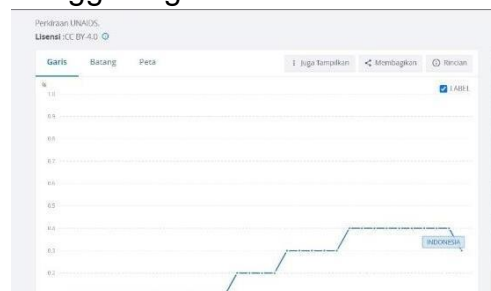 Perkiraan UNAIDS.
Lisensi :CC BY-4.0
Garis Batang Peta Juga Tampilkan Membagikan Rincian
%
LABEL
1.0
0.9
0.8
0.7
0.6
0.5
0.4
INDONESIA
0.3
0.2